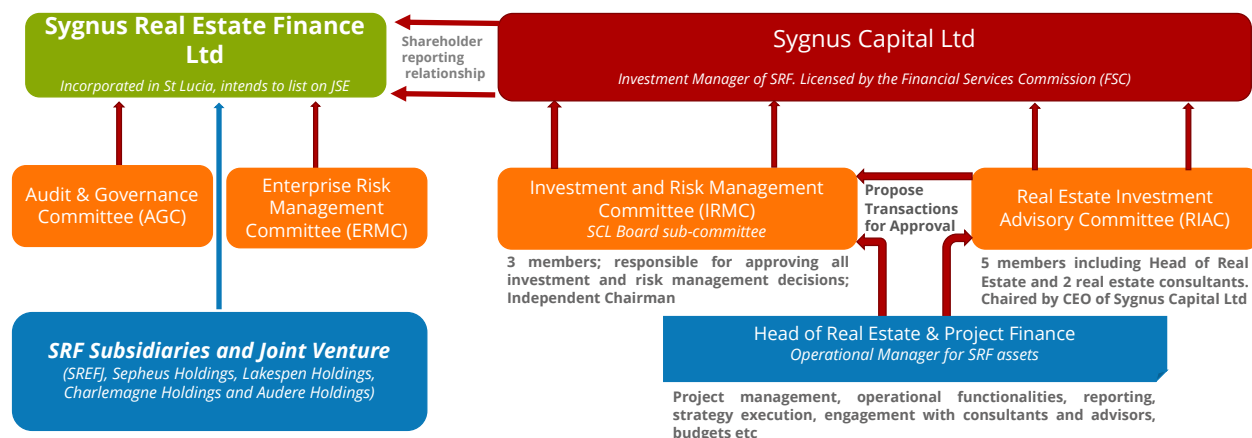 Sygnus Real Estate Finance
Ltd
Incorporated in St Lucia, intends to list on JSE
Shareholder
reporting
relationship
Sygnus Capital Ltd
Investment Manager of SRF. Licensed by the Financial Services Commission (FSC)
Audit & Governance
Committee (AGC)
Enterprise Risk
Management
Committee (ERMC)
Investment and Risk Management
Committee (IRMC)
SCL Board sub-committee
Propose
Transactions
for Approval
Real Estate Investment
Advisory Committee (RIAC)
3 members; responsible for approving all
investment and risk management decisions;
Independent Chairman
5 members including Head of Real
Estate and 2 real estate consultants.
Chaired by CEO of Sygnus Capital Ltd
SRF Subsidiaries and Joint Venture
(SREFJ, Sepheus Holdings, Lakespen Holdings,
Charlemagne Holdings and Audere Holdings)
Head of Real Estate & Project Finance
Operational Manager for SRF assets
Project management, operational functionalities, reporting,
strategy execution, engagement with consultants and advisors,
budgets etc